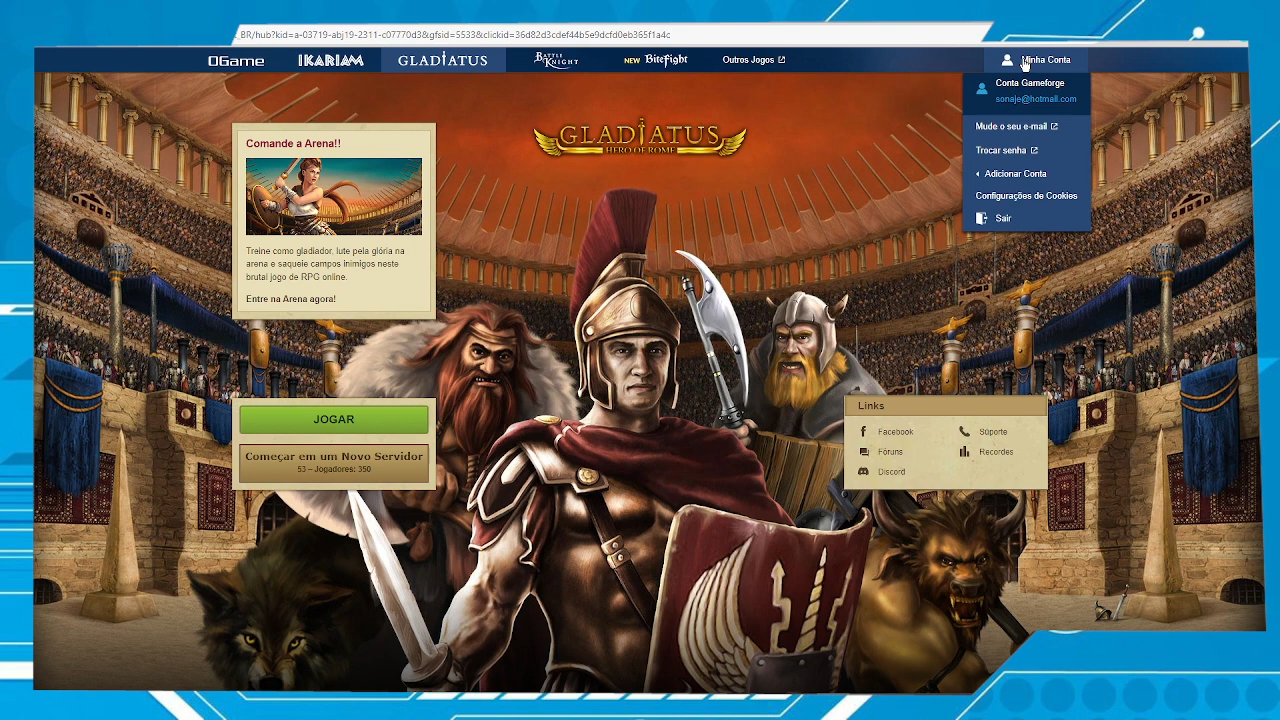 _BR/hub?kid=a-03719-abj19-2311-c07770d3&gfsid=5533&clickid=36d82d3cdef44b5e9dcfd0eb365f1a4c
OGame IKARIAM GLADIATUS BATTLE KNIGHT NEW BiteFight Outros Jogos Minha Conta
Conta Gameforge
sonaje@hotmail.com
Mude o seu e-mail
Trocar senha
Adicionar Conta
Configurações de Cookies
Sair
GLADIATUS
HERO OF ROME
Comande a Arena!!
Treine como gladiador, lute pela glória na
arena e saqueie campos inimigos neste
brutal jogo de RPG online.
Entre na Arena agora!
JOGAR
Começar em um Novo Servidor
53 – Jogadores: 350
Links
Facebook Súporte
Fóruns Recordes
Discord